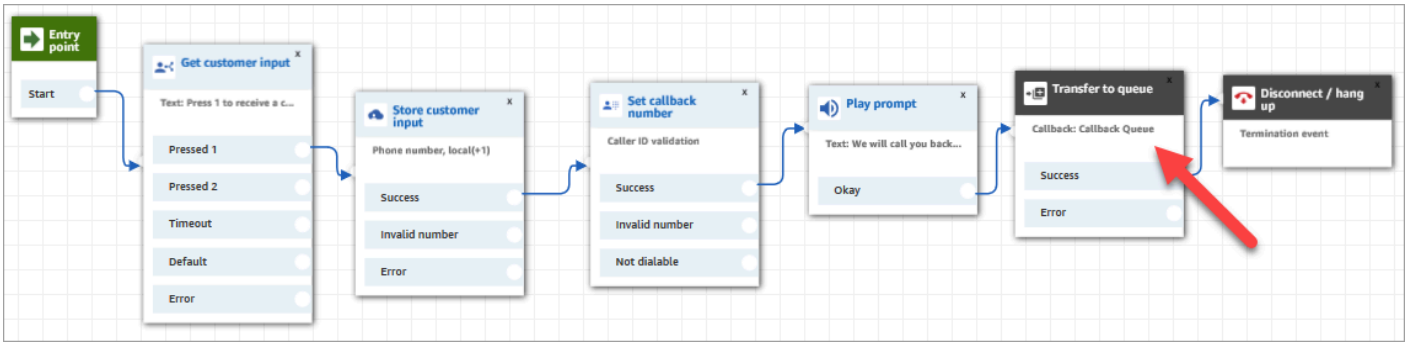 Entry
point
Start
Get customer input
x
Text: Press 1 to receive a c...
Pressed 1
Pressed 2
Timeout
Default
Error
Store customer
input
x
Phone number, local(+1)
Success
Invalid number
Error
Set callback
number
x
Caller ID validation
Success
Invalid number
Not dialable
Play prompt
x
Text: We will call you back...
Okay
Transfer to queue
x
Callback: Callback Queue
Success
Error
Disconnect / hang
up
x
Termination event